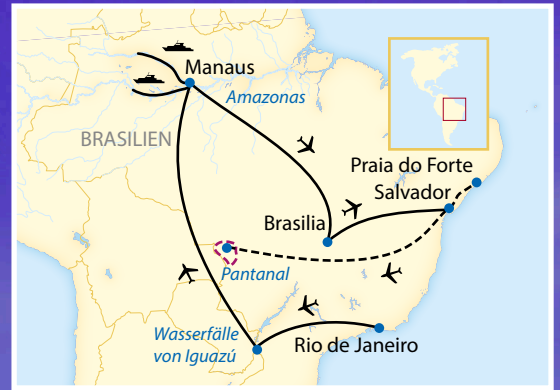 Manaus
Amazonas
BRASILIEN
Praia do Forte
Salvador
Brasilia
Pantanal
Wasserfälle
von Iguazú
Rio de Janeiro